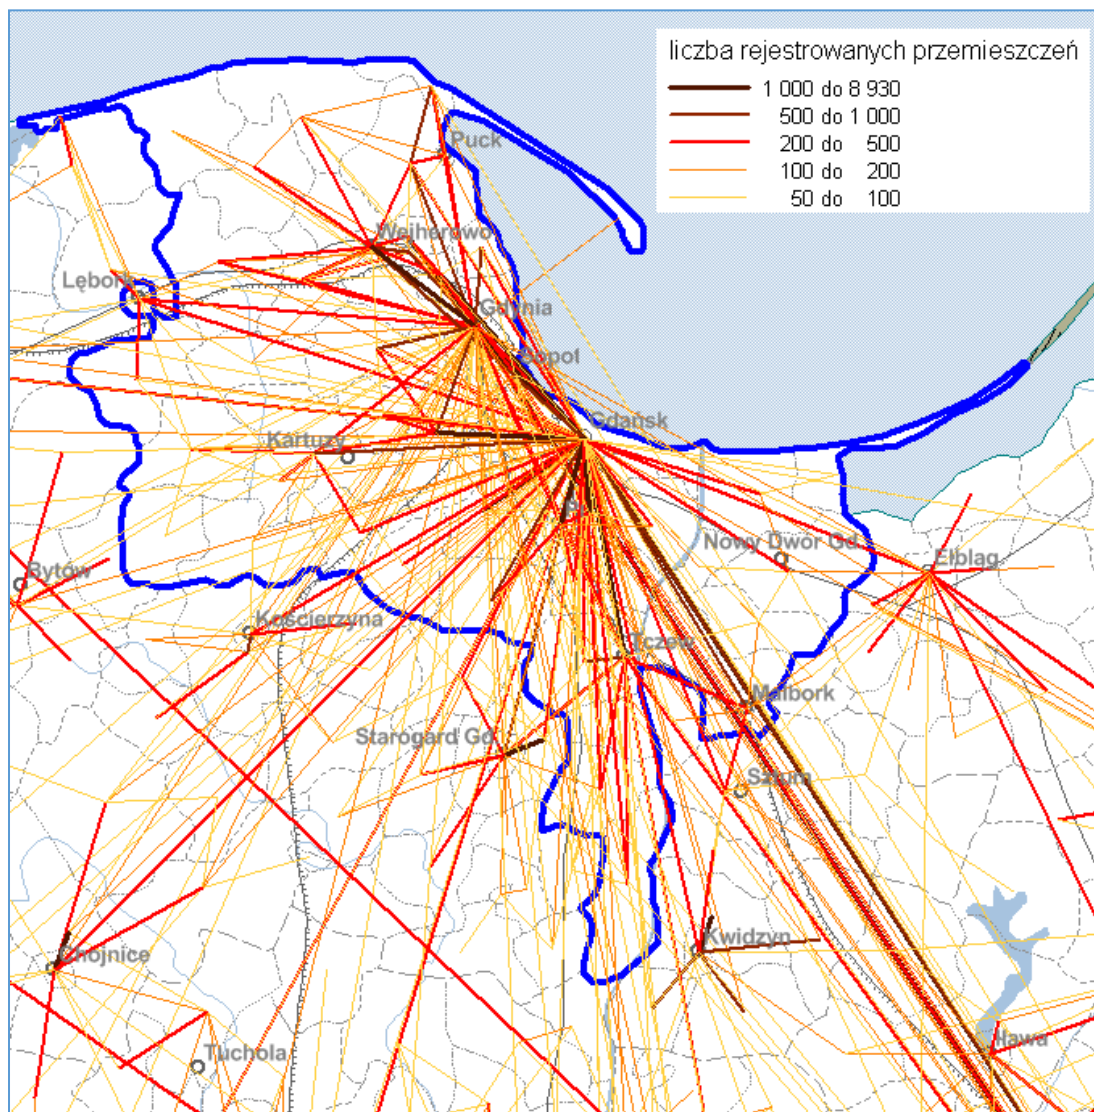 liczba rejestrowanych przemieszczeń
1 000 do 8 930
500 do 1 000
200 do 500
100 do 200
50 do 100
Puck
Wejherowo
Lębork
Gdynia
Sopot
Gdańsk
Kartuzy
Nowy Dwór Gd.
Elbląg
Bytów
Kościerzyna
Tczew
Malbork
Starogard Gd.
Sztum
Kwidzyn
Chojnice
Iława
Tuchola